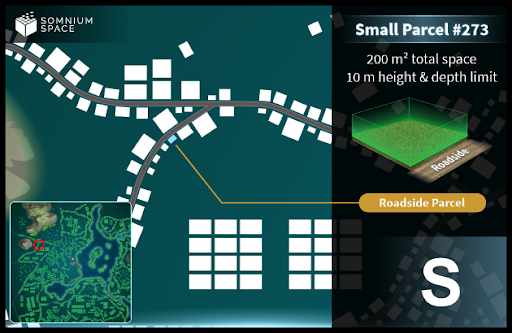 SOMNIUM
SPACE
Small Parcel #273
200 m² total space
10 m height & depth limit
Roadside
Roadside Parcel
S